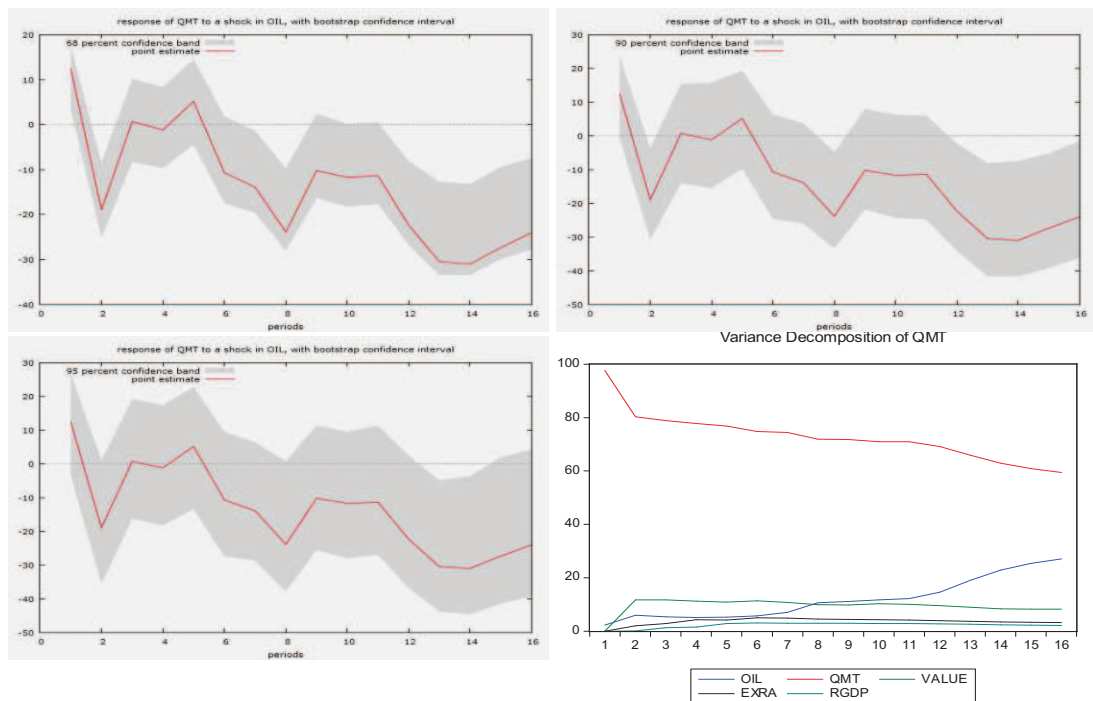 response of QMT to a shock in OIL, with bootstrap confidence interval
20
10
0
-10
-20
-30
-40
68 percent confidence band
point estimate
0 2 4 6 8 10 12 14 16
periods
response of QMT to a shock in OIL, with bootstrap confidence interval
30
20
10
0
-10
-20
-30
-40
-50
90 percent confidence band
point estimate
0 2 4 6 8 10 12 14 16
periods
response of QMT to a shock in OIL, with bootstrap confidence interval
30
20
10
0
-10
-20
-30
-40
-50
95 percent confidence band
point estimate
0 2 4 6 8 10 12 14 16
periods
Variance Decomposition of QMT
100
80
60
40
20
0
1 2 3 4 5 6 7 8 9 10 11 12 13 14 15 16
OIL QMT VALUE
EXRA RGDP